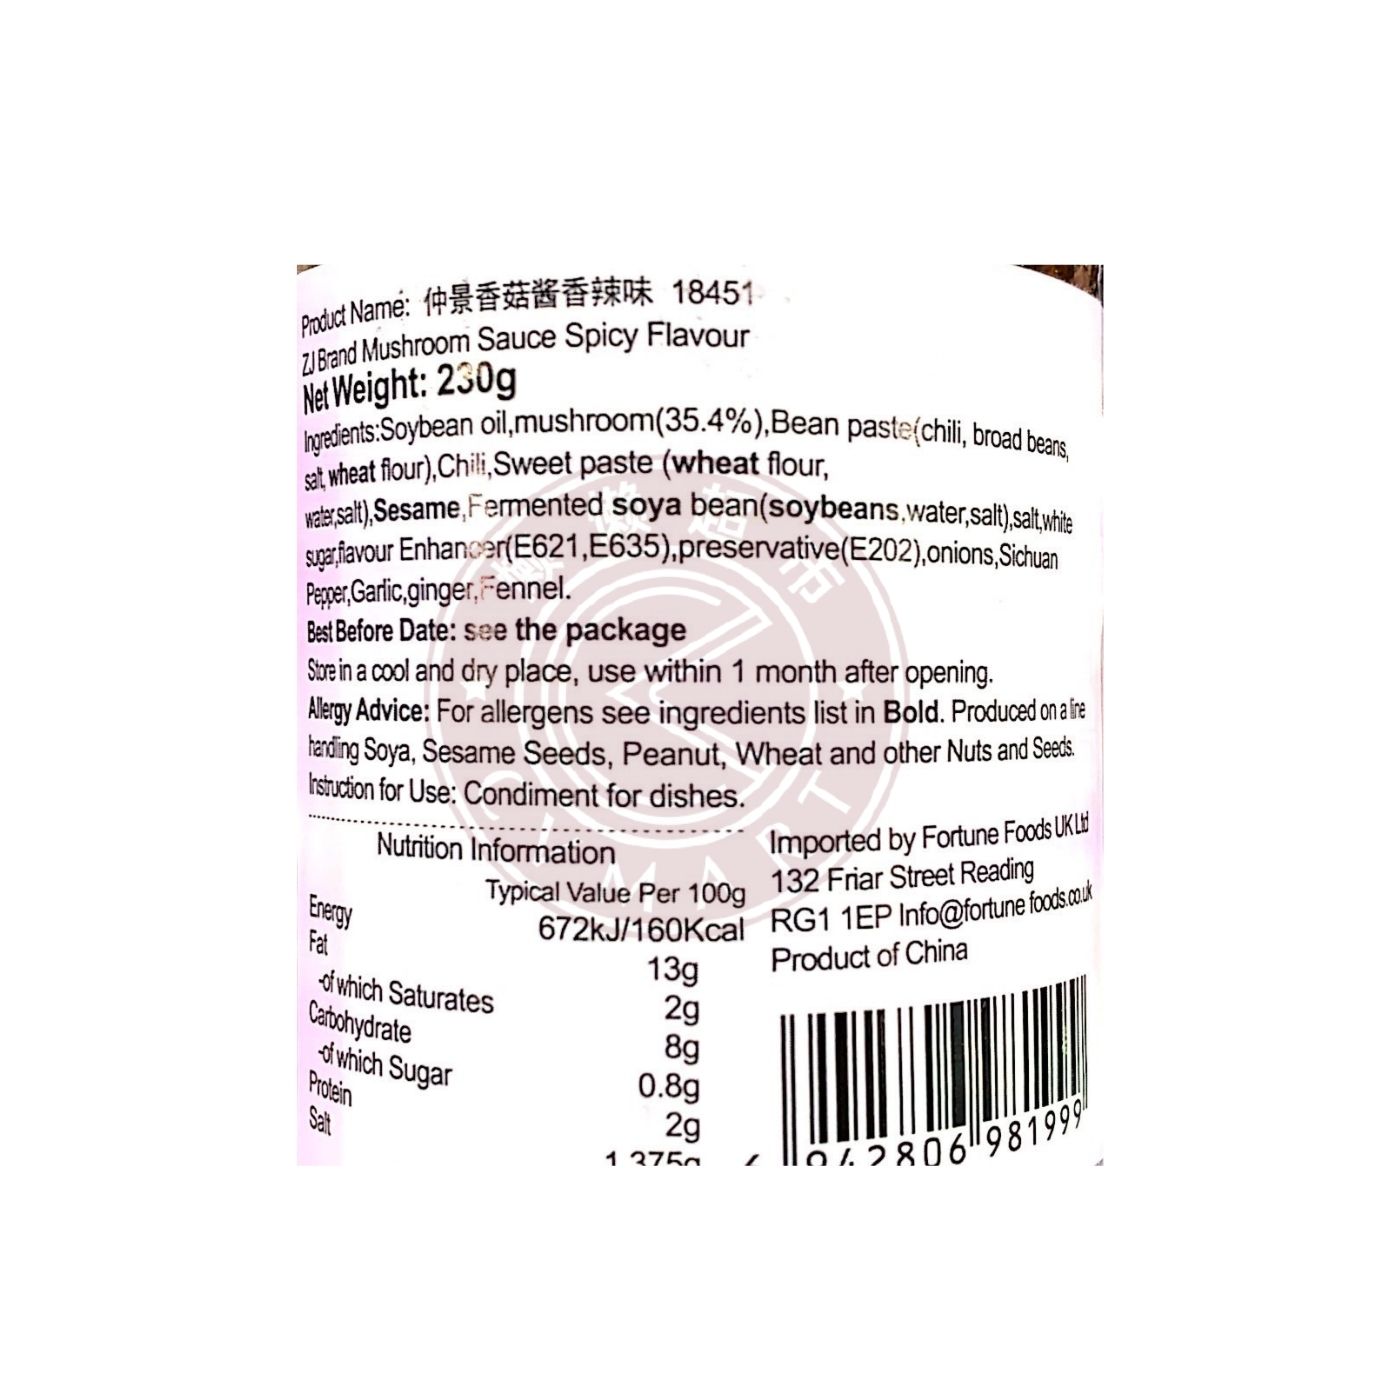 Product Name: 仲景香菇酱香辣味 18451
ZJ Brand Mushroom Sauce Spicy Flavour
Net Weight: 230g
Ingredients:Soybean oil,mushroom(35.4%),Bean paste(chili, broad beans,
salt, wheat flour),Chili,Sweet paste (wheat flour,
water,salt),Sesame,Fermented soya bean(soybeans,water,salt),salt,white
sugar,flavour Enhancer(E621,E635),preservative(E202),onions,Sichuan
Pepper,Garlic,ginger,Fennel.
Best Before Date: see the package
Store in a cool and dry place, use within 1 month after opening.
Allergy Advice: For allergens see ingredients list in Bold. Produced on a line
handling Soya, Sesame Seeds, Peanut, Wheat and other Nuts and Seeds.
Instruction for Use: Condiment for dishes.
Nutrition Information
Typical Value Per 100g
Energy 672kJ/160Kcal
Fat 13g
-of which Saturates 2g
Carbohydrate 8g
-of which Sugar 0.8g
Protein 2g
Salt 1.375g
Imported by Fortune Foods UK Ltd
132 Friar Street Reading
RG1 1EP Info@fortune foods.co.uk
Product of China
942806 981999
超市
MART